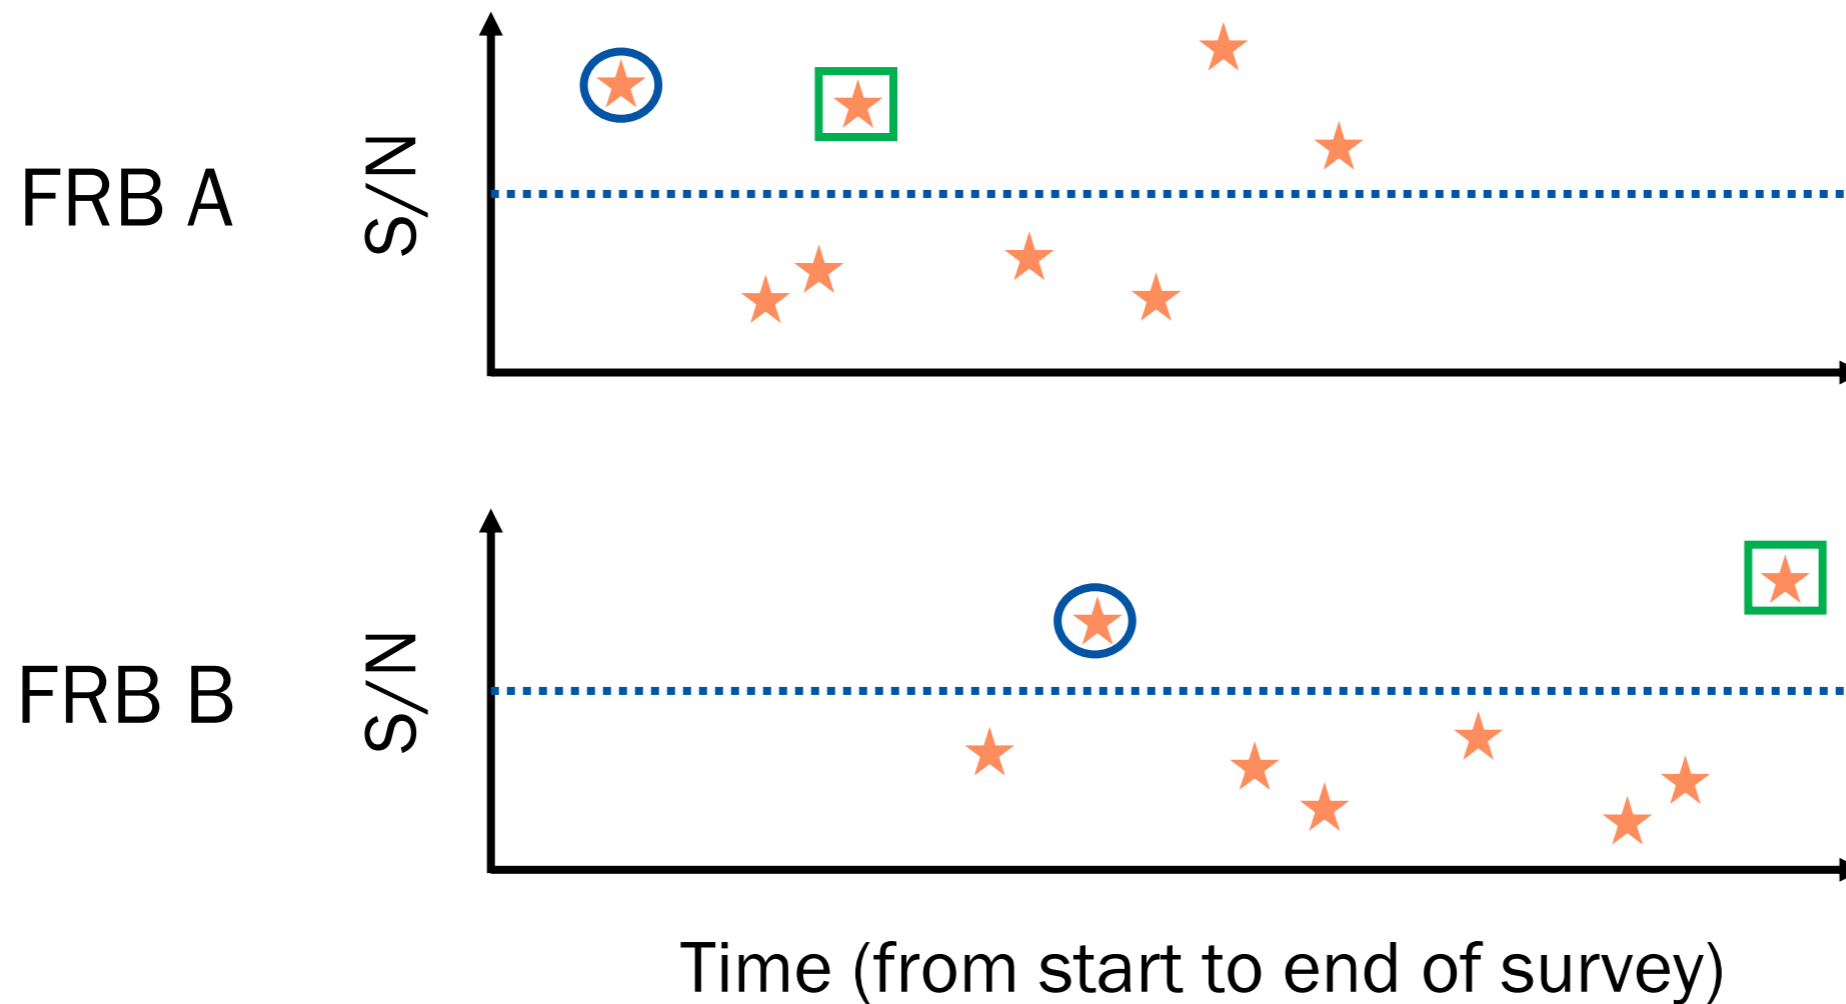 FRB A
S/N
FRB B
S/N
Time (from start to end of survey)